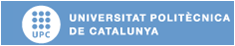 UPC
UNIVERSITAT POLITÈCNICA
DE CATALUNYA